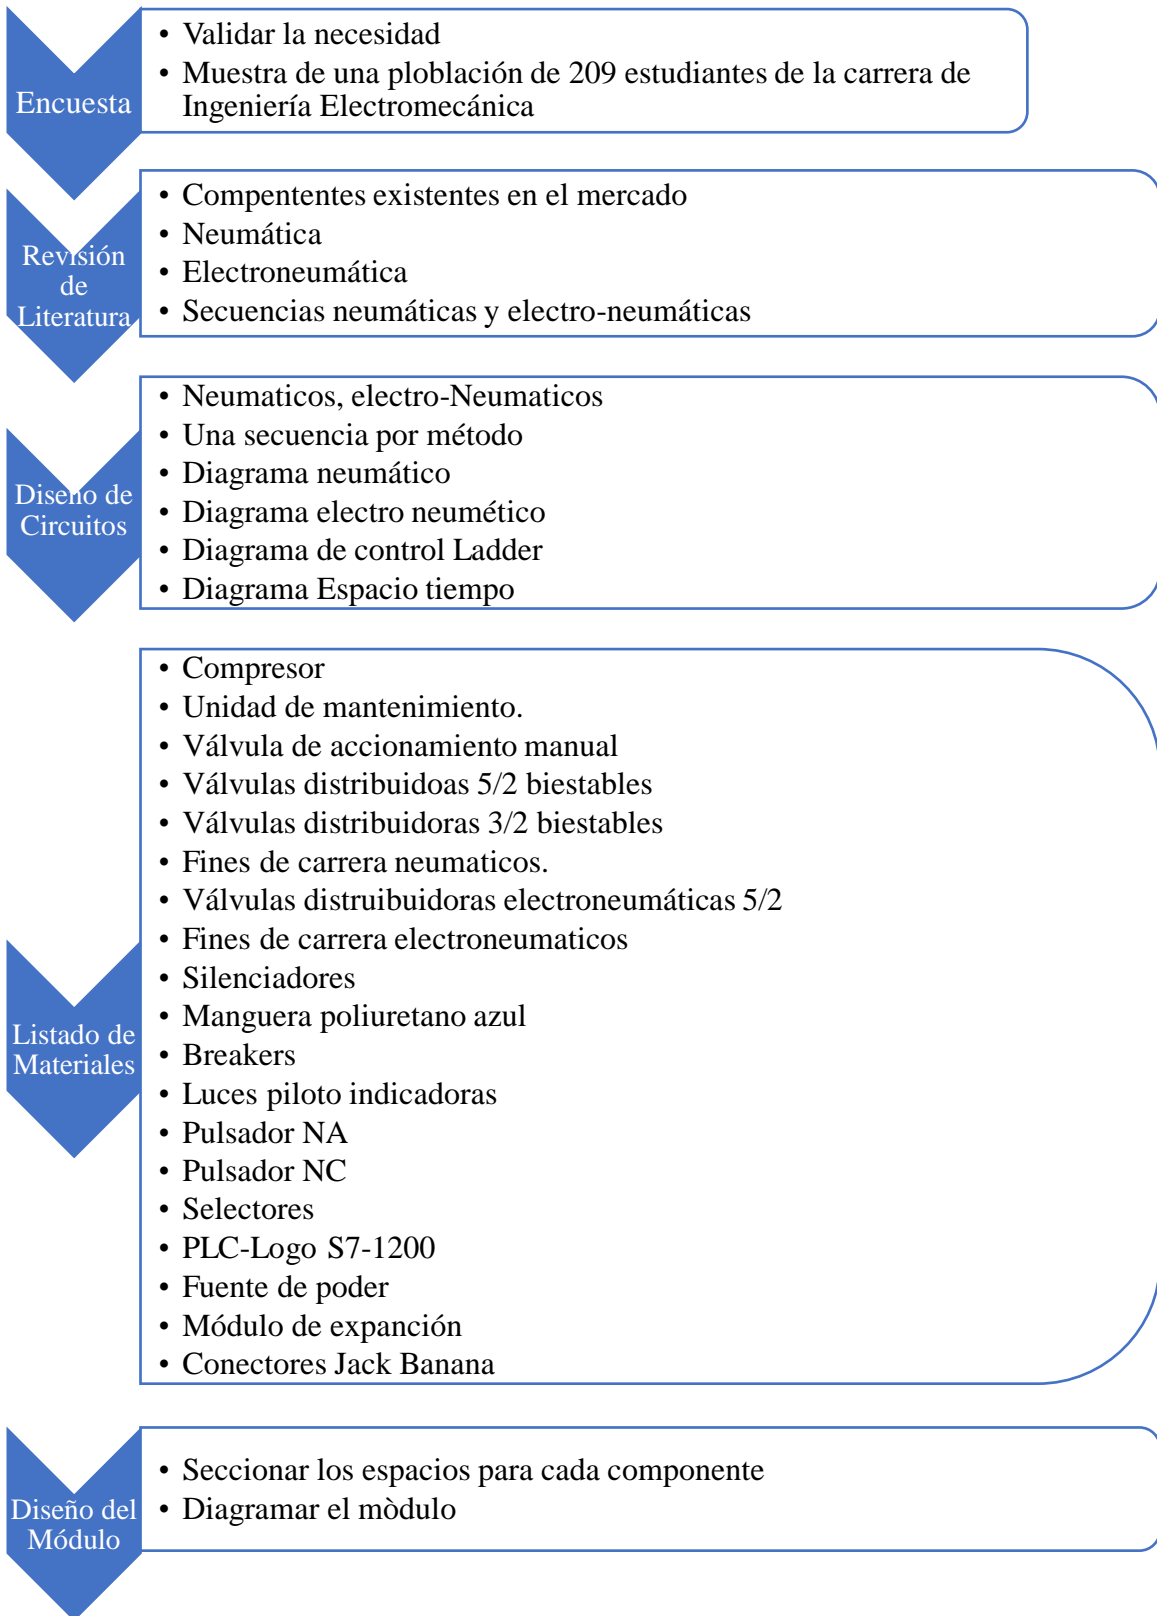 Encuesta
• Validar la necesidad
• Muestra de una ploblación de 209 estudiantes de la carrera de
Ingeniería Electromecánica
Revisión
de
Literatura
• Compententes existentes en el mercado
• Neumática
• Electroneumática
• Secuencias neumáticas y electro-neumáticas
Diseño de
Circuitos
• Neumaticos, electro-Neumaticos
• Una secuencia por método
• Diagrama neumático
• Diagrama electro neumético
• Diagrama de control Ladder
• Diagrama Espacio tiempo
Listado de
Materiales
• Compresor
• Unidad de mantenimiento.
• Válvula de accionamiento manual
• Válvulas distribuidoas 5/2 biestables
• Válvulas distribuidoras 3/2 biestables
• Fines de carrera neumaticos.
• Válvulas distruibuidoras electroneumáticas 5/2
• Fines de carrera electroneumaticos
• Silenciadores
• Manguera poliuretano azul
• Breakers
• Luces piloto indicadoras
• Pulsador NA
• Pulsador NC
• Selectores
• PLC-Logo S7-1200
• Fuente de poder
• Módulo de expanción
• Conectores Jack Banana
Diseño del
Módulo
• Seccionar los espacios para cada componente
• Diagramar el mòdulo